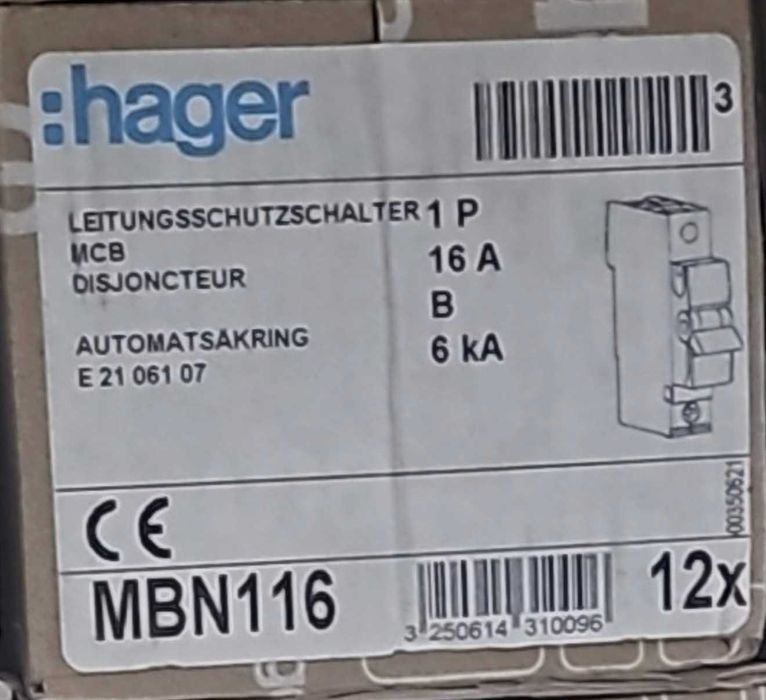 :hager
3
LEITUNGSSCHUTZSCHALTER 1 P
MCB 16 A
DISJONCTEUR
B
AUTOMATSÄKRING 6 kA
E 21 061 07
00350621
CE
MBN116
3 250614 310096
12x